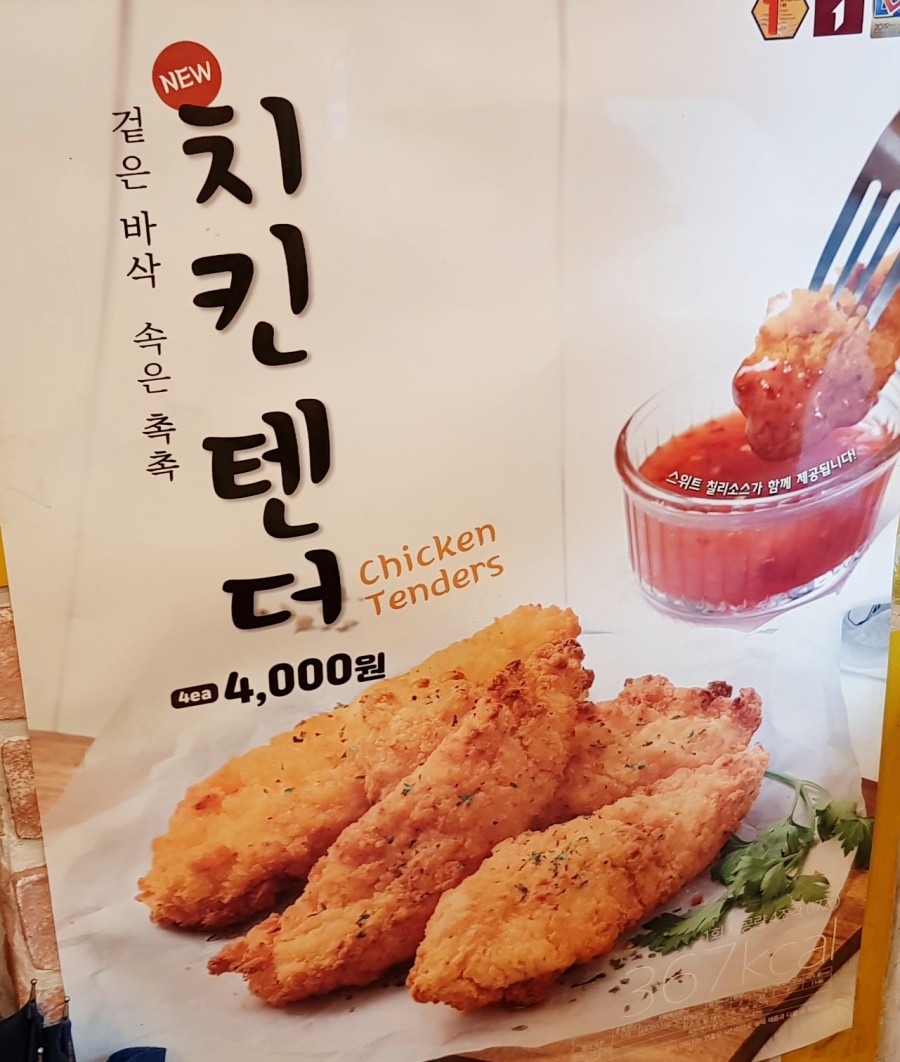 NEW
치킨텐더
겉은 바삭 속은 촉촉
Chicken
Tenders
4ea 4,000원
스위트 칠리소스가 함께 제공됩니다!
367kcal